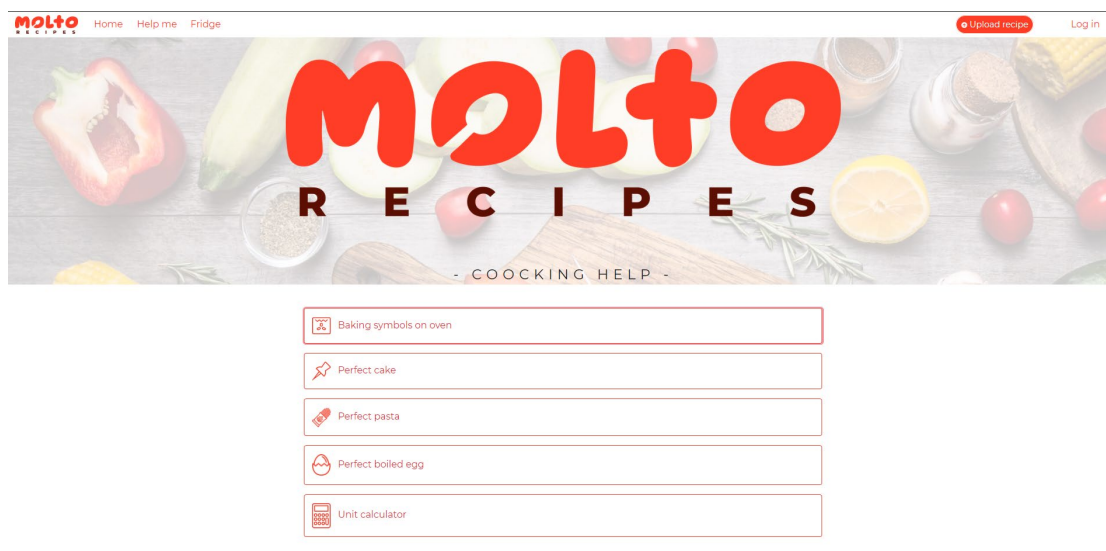 MOLTO
RECIPES
Home Help me Fridge
Upload recipe
Log in
MOLTO
RECIPES
- COOCKING HELP -
Baking symbols on oven
Perfect cake
Perfect pasta
Perfect boiled egg
Unit calculator